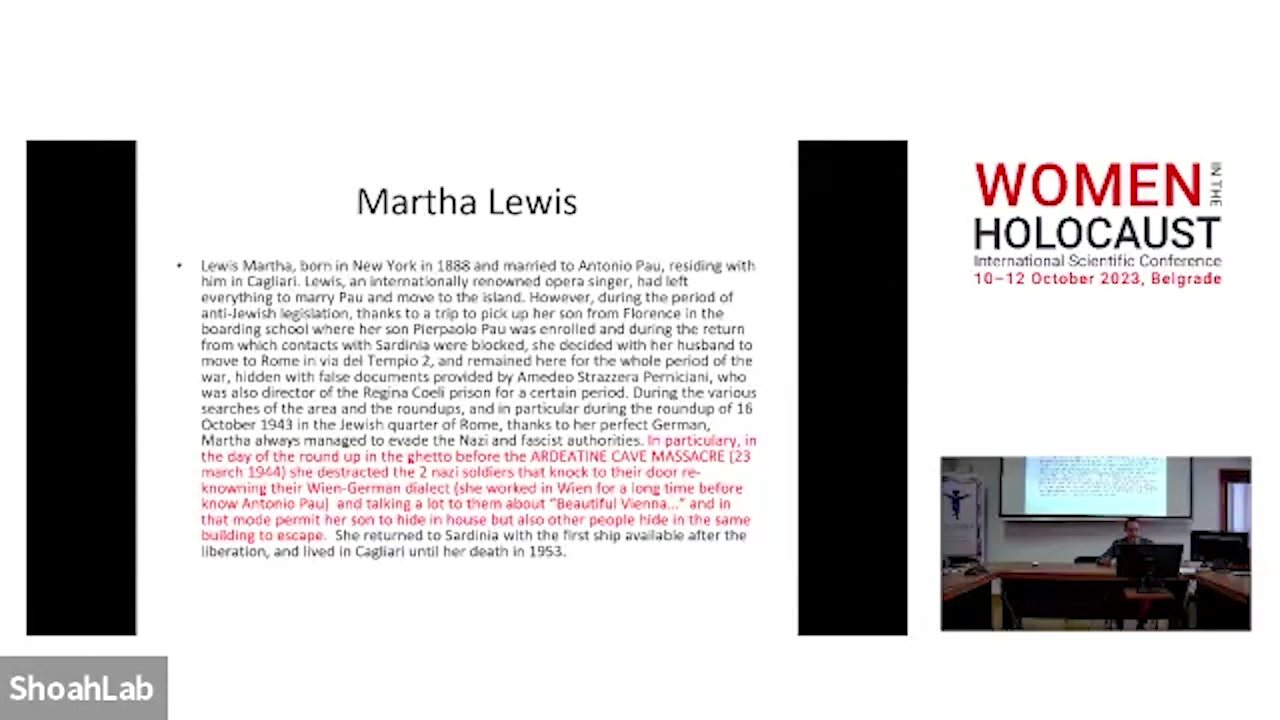 Martha Lewis
• Lewis Martha, born in New York in 1888 and married to Antonio Pau, residing with
him in Cagliari. Lewis, an internationally renowned opera singer, had left
everything to marry Pau and move to the island. However, during the period of
anti-Jewish legislation, thanks to a trip to pick up her son from Florence in the
boarding school where her son Pierpaolo Pau was enrolled and during the return
from which contacts with Sardinia were blocked, she decided with her husband to
move to Rome in via del Tempio 2, and remained here for the whole period of the
war, hidden with false documents provided by Amedeo Strazzera Perniciani, who
was also director of the Regina Coeli prison for a certain period. During the various
searches of the area and the roundups, and in particular during the roundup of 16
October 1943 in the Jewish quarter of Rome, thanks to her perfect German,
Martha always managed to evade the Nazi and fascist authorities. In particulary, in
the day of the round up in the ghetto before the ARDEATINE CAVE MASSACRE (23
march 1944) she destracted the 2 nazi soldiers that knock to their door re-
knowning their Wien-German dialect (she worked in Wien for a long time before
know Antonio Pau) and talking a lot to them about "Beautiful Vienna..." and in
that mode permit her son to hide in house but also other people hide in the same
building to escape. She returned to Sardinia with the first ship available after the
liberation, and lived in Cagliari until her death in 1953.
WOMEN IN THE
HOLOCAUST
International Scientific Conference
10–12 October 2023, Belgrade
ShoahLab